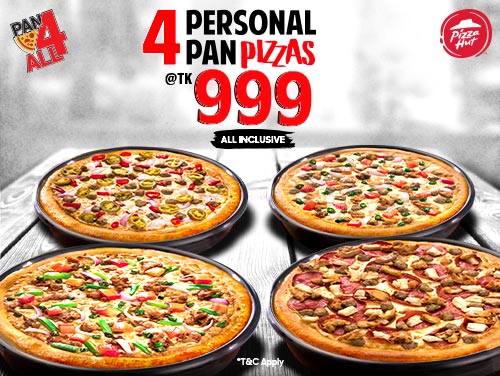 PAN
4
ALL
4 PERSONAL
PAN PIZZAS
@TK 999
ALL INCLUSIVE
Pizza
Hut
*T&C Apply